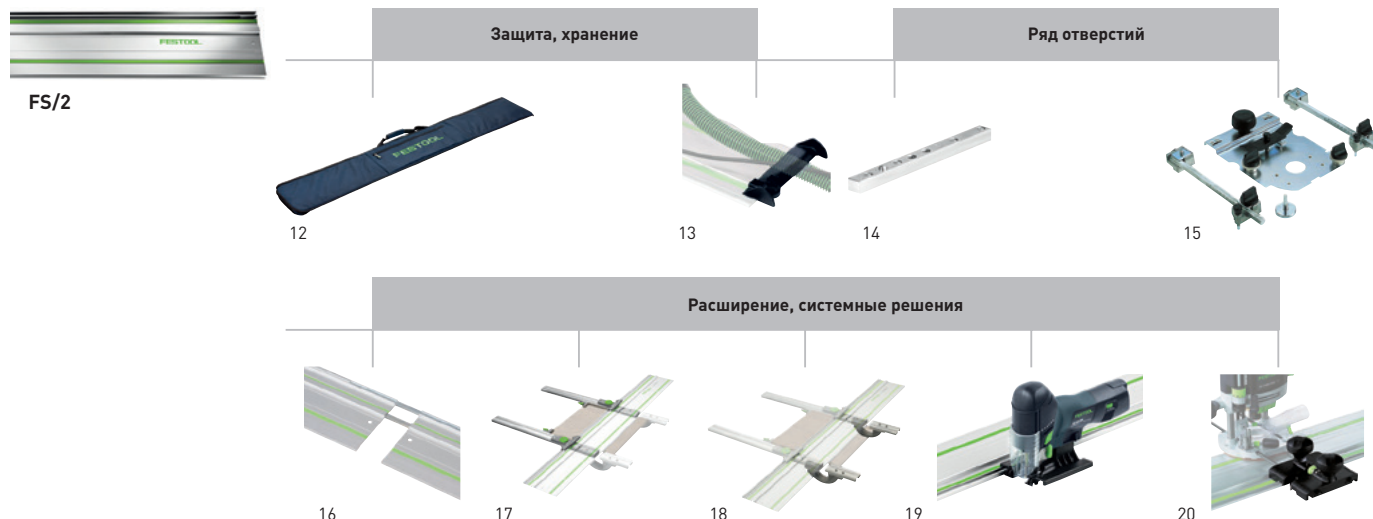 FESTOOL
FS/2
Защита, хранение
Ряд отверстий
FESTOOL
12
13
14
15
Расширение, системные решения
16
17
18
19
20